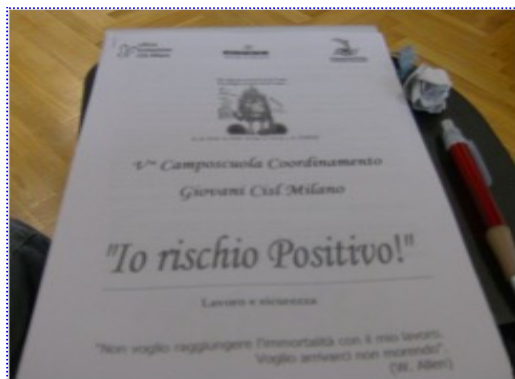 Vᵒ Camposcuola Coordinamento
Giovani Cisl Milano
"Io rischio Positivo!"
Lavoro e sicurezza
"Non voglio raggiungere l'immortalità con il mio lavoro.
Voglio arrivarci non morendo".
(W. Allen)